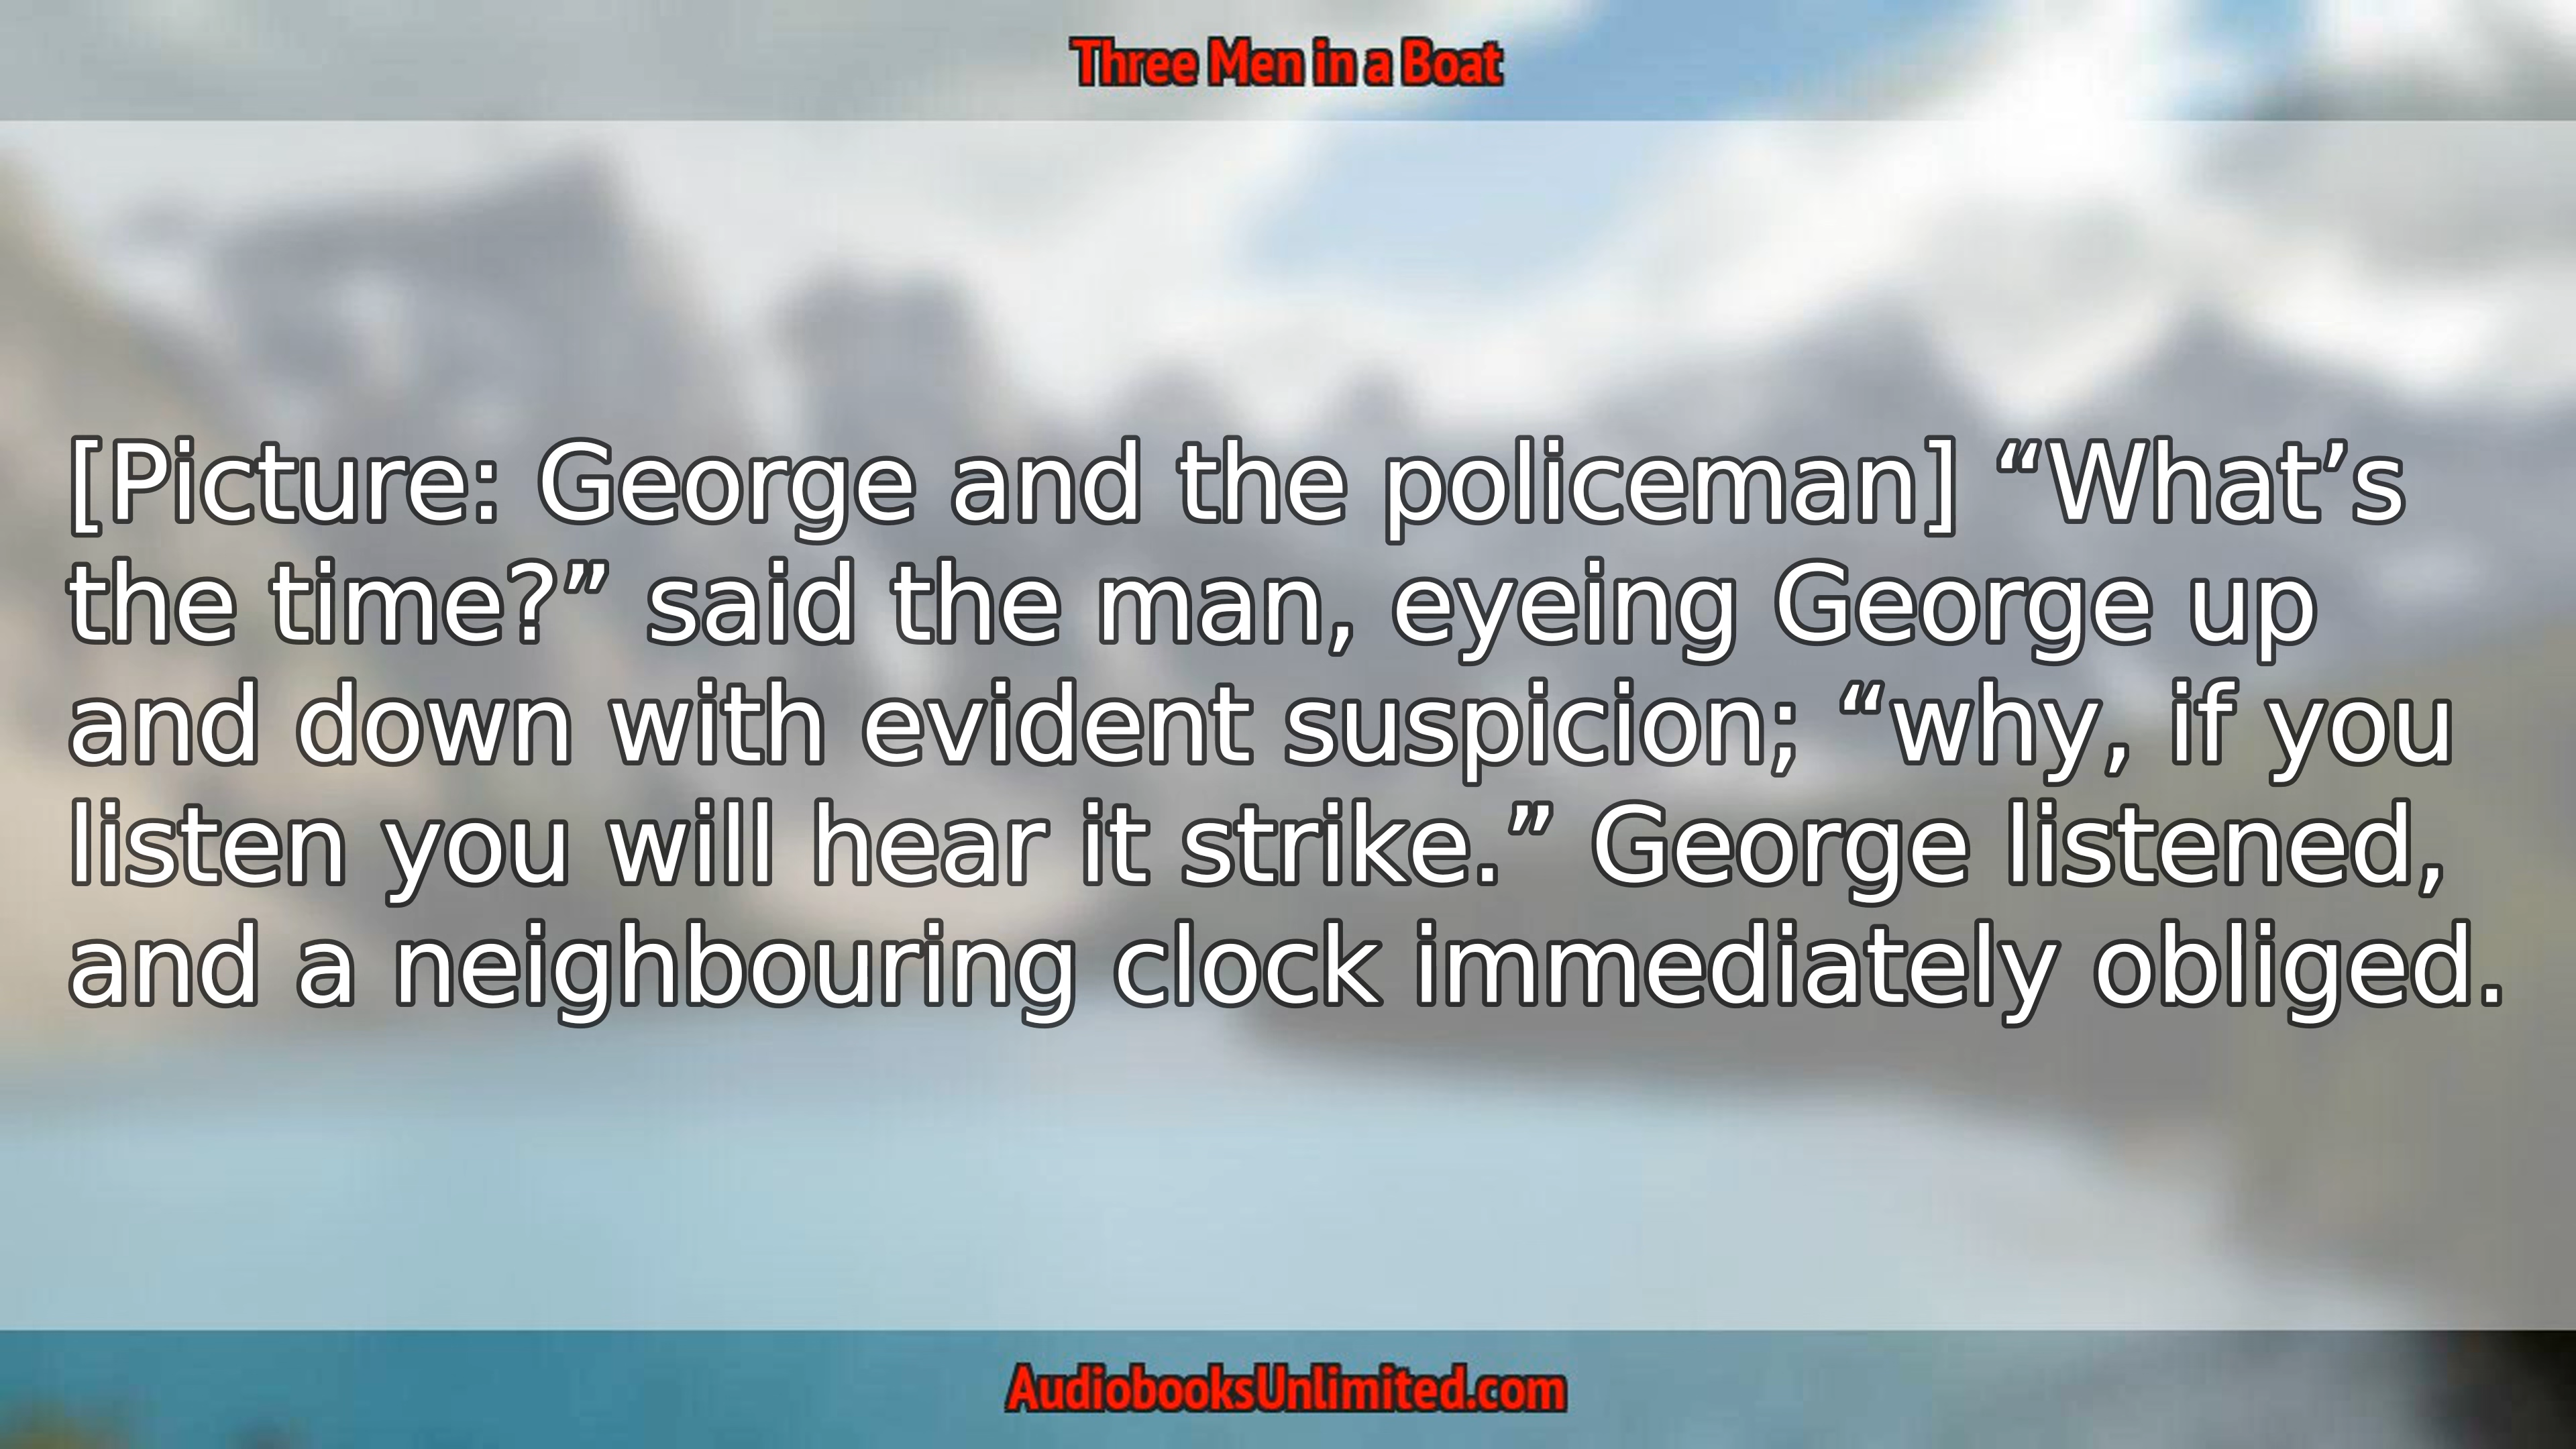 Three Men in a Boat
[Picture: George and the policeman] “What’s
the time?” said the man, eyeing George up
and down with evident suspicion; “why, if you
listen you will hear it strike.” George listened,
and a neighbouring clock immediately obliged.
AudiobooksUnlimited.com